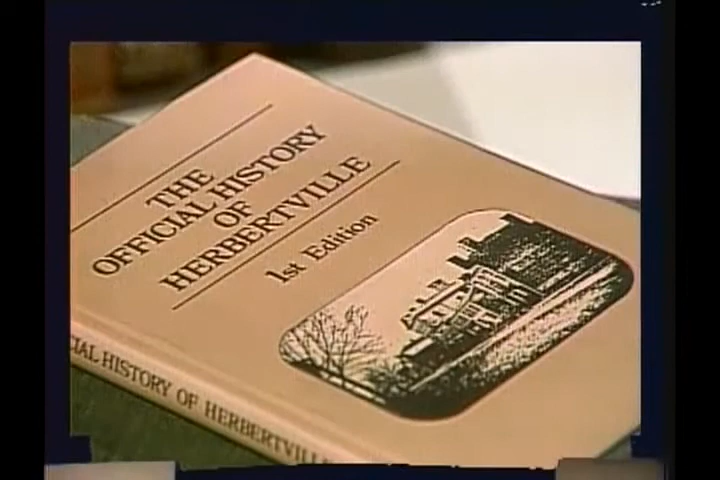 THE
OFFICIAL HISTORY
OF
HERBERTVILLE
1st Edition
CIAL HISTORY OF HERBERTVILLE